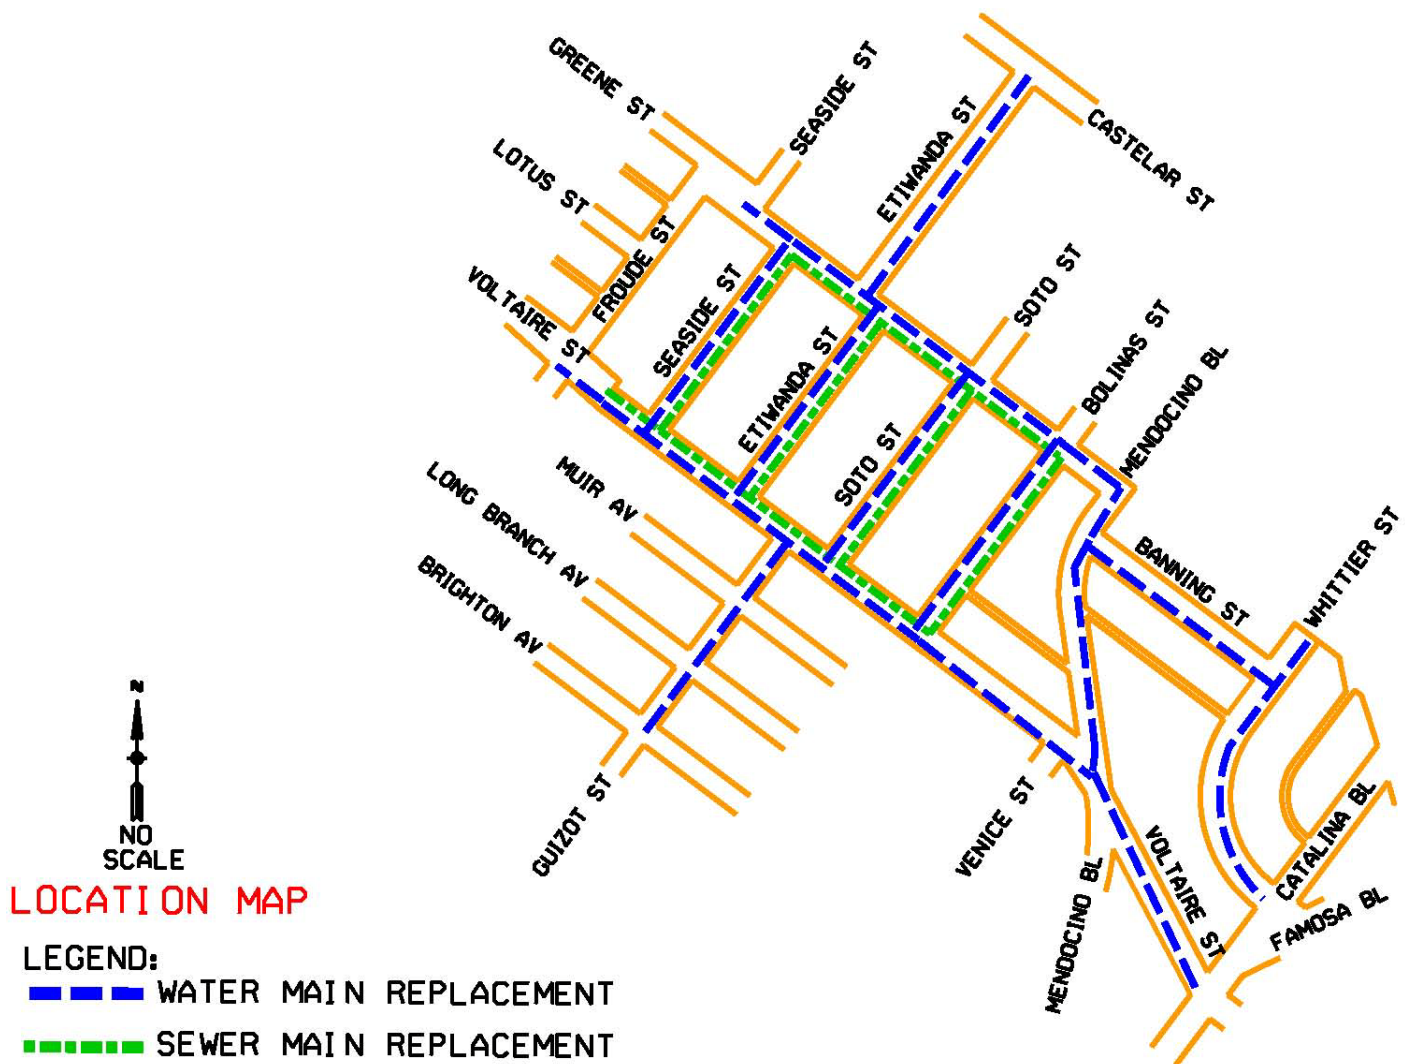 GREENE ST
SEASIDE ST
CASTELAR ST
ETIWANDA ST
LOTUS ST
FROUDE ST
VOLTAIRE ST
SEASIDE ST
SOTO ST
BOLINAS ST
MENDOCINO BL
ETIWANDA ST
SOTO ST
MUIR AV
LONG BRANCH AV
BRIGHTON AV
BANNING ST
WHITTIER ST
GUIZOT ST
VENICE ST
MENDOCINO BL
VOLTAIRE ST
CATALINA BL
FAMOSA BL
N
NO
SCALE
LOCATION MAP
LEGEND:
WATER MAIN REPLACEMENT
SEWER MAIN REPLACEMENT